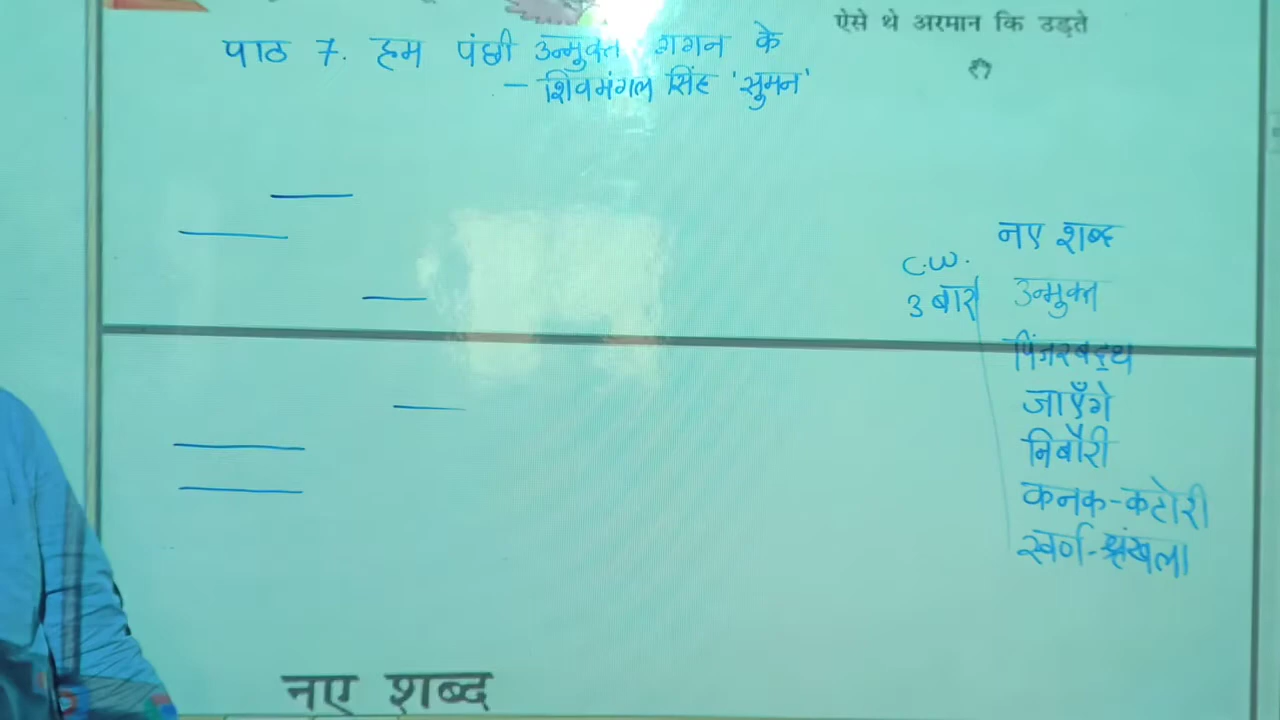 ऐसे थे अरमान कि उड़ते
पाठ 7. हम पंछी उन्मुक्त गगन के
– शिवमंगल सिंह 'सुमन'
नए शब्द
C.W.
3 बार
उन्मुक्त
पिंजरबद्ध
जाएँगे
निबौरी
कनक-कटोरी
स्वर्ण-श्रृंखला
नए शब्द